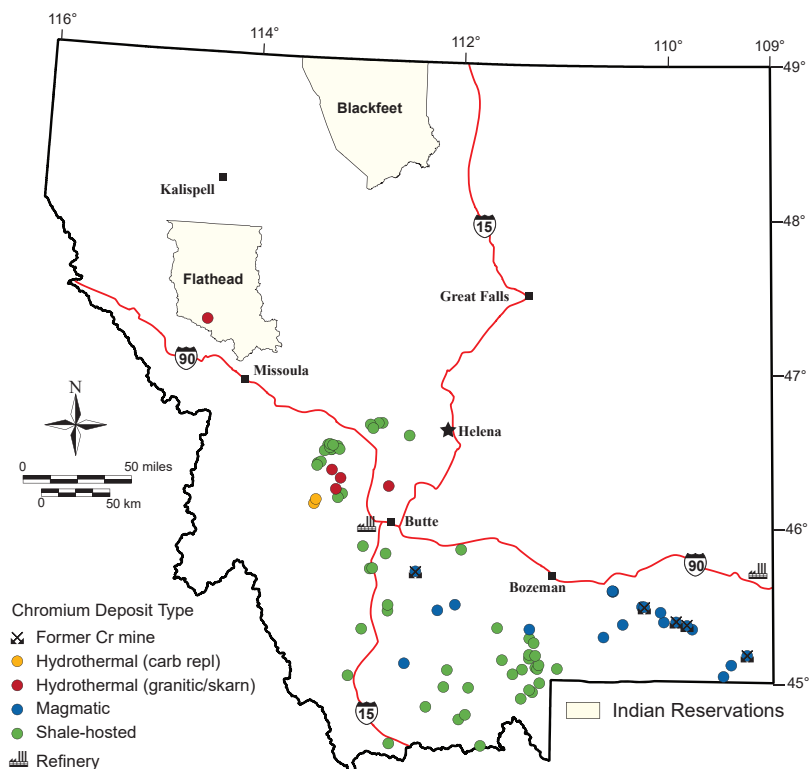 116°
114°
112°
110°
109°
49°
Blackfeet
Kalispell
48°
15
Flathead
Great Falls
90
Missoula
47°
N
Helena
0 50 miles
0 50 km
Butte
46°
90
Bozeman
Chromium Deposit Type
Former Cr mine
Hydrothermal (carb repl)
Hydrothermal (granitic/skarn)
Magmatic
45°
Shale-hosted
15
Indian Reservations
Refinery